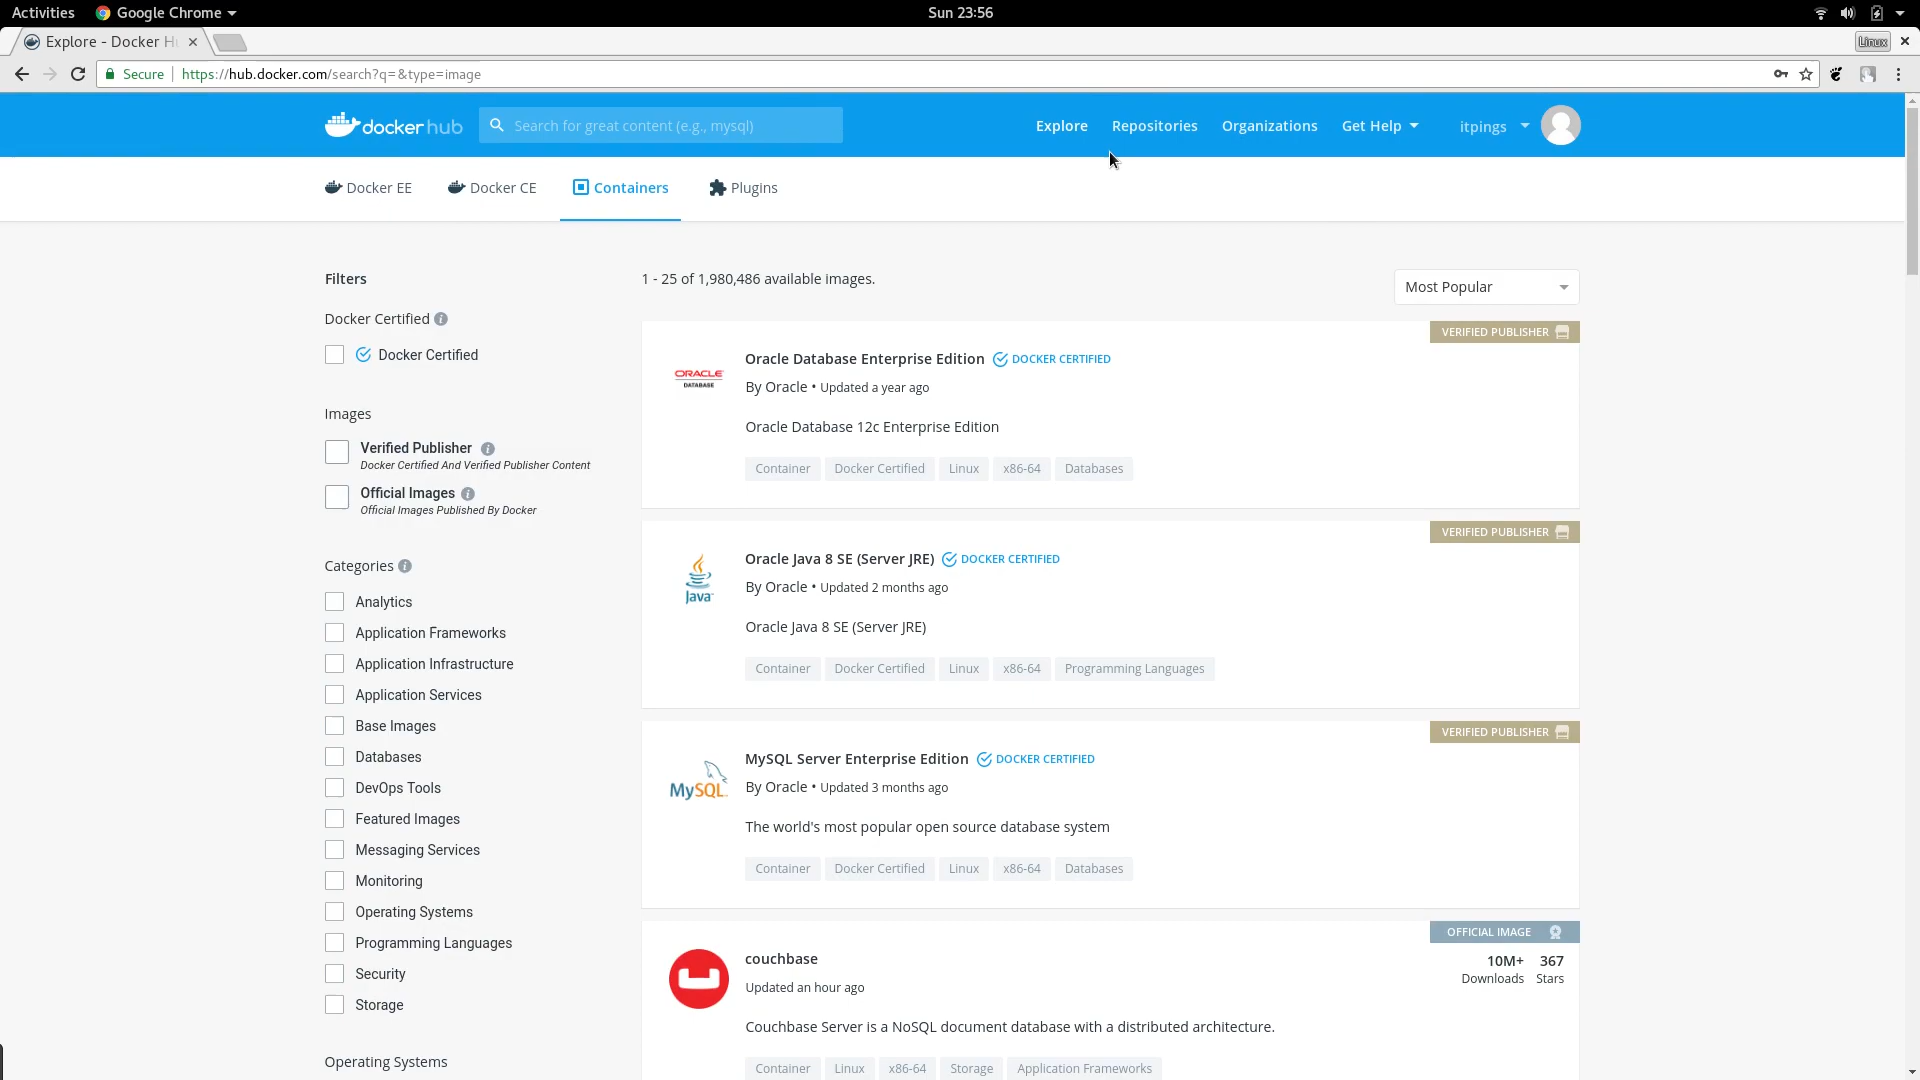 Activities Google Chrome Sun 23:56
Explore - Docker H Linux
Secure https://hub.docker.com/search?q=&type=image
docker hub Search for great content (e.g., mysql) Explore Repositories Organizations Get Help itpings
Docker EE Docker CE Containers Plugins
Filters
1 - 25 of 1,980,486 available images.
Most Popular
Docker Certified
Docker Certified
Images
Verified Publisher
Docker Certified And Verified Publisher Content
Official Images
Official Images Published By Docker
Categories
Analytics
Application Frameworks
Application Infrastructure
Application Services
Base Images
Databases
DevOps Tools
Featured Images
Messaging Services
Monitoring
Operating Systems
Programming Languages
Security
Storage
Operating Systems
VERIFIED PUBLISHER
ORACLE
DATABASE
Oracle Database Enterprise Edition DOCKER CERTIFIED
By Oracle • Updated a year ago
Oracle Database 12c Enterprise Edition
Container Docker Certified Linux x86-64 Databases
VERIFIED PUBLISHER
Java
Oracle Java 8 SE (Server JRE) DOCKER CERTIFIED
By Oracle • Updated 2 months ago
Oracle Java 8 SE (Server JRE)
Container Docker Certified Linux x86-64 Programming Languages
VERIFIED PUBLISHER
MySQL
MySQL Server Enterprise Edition DOCKER CERTIFIED
By Oracle • Updated 3 months ago
The world's most popular open source database system
Container Docker Certified Linux x86-64 Databases
OFFICIAL IMAGE
couchbase
10M+ 367
Downloads Stars
Updated an hour ago
Couchbase Server is a NoSQL document database with a distributed architecture.
Container Linux x86-64 Storage Application Frameworks